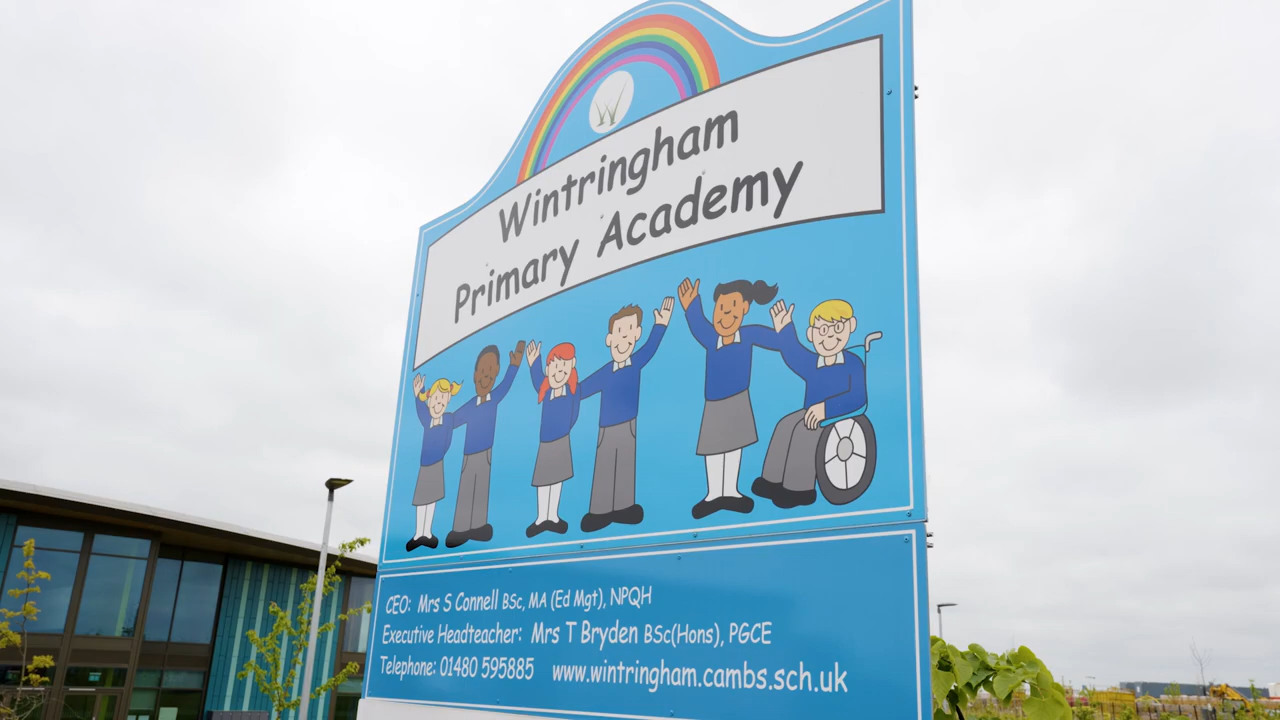 Wintringham
Primary Academy
CEO: Mrs S Connell BSc, MA (Ed Mgt), NPQH
Executive Headteacher: Mrs T Bryden BSc(Hons), PGCE
Telephone: 01480 595885 www.wintringham.cambs.sch.uk